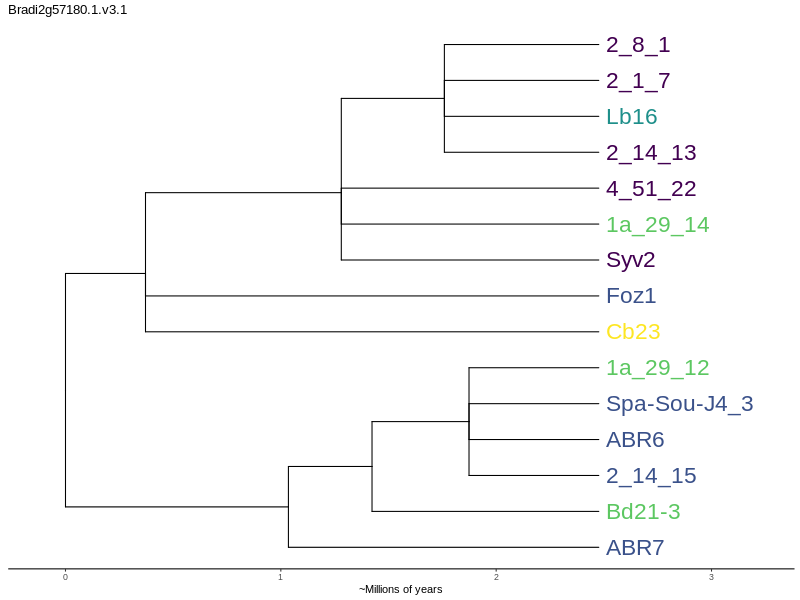 Bradi2g57180.1.v3.1
2_8_1
2_1_7
Lb16
2_14_13
4_51_22
1a_29_14
Syv2
Foz1
Cb23
1a_29_12
Spa-Sou-J4_3
ABR6
2_14_15
Bd21-3
ABR7
0 1 2 3
~Millions of years